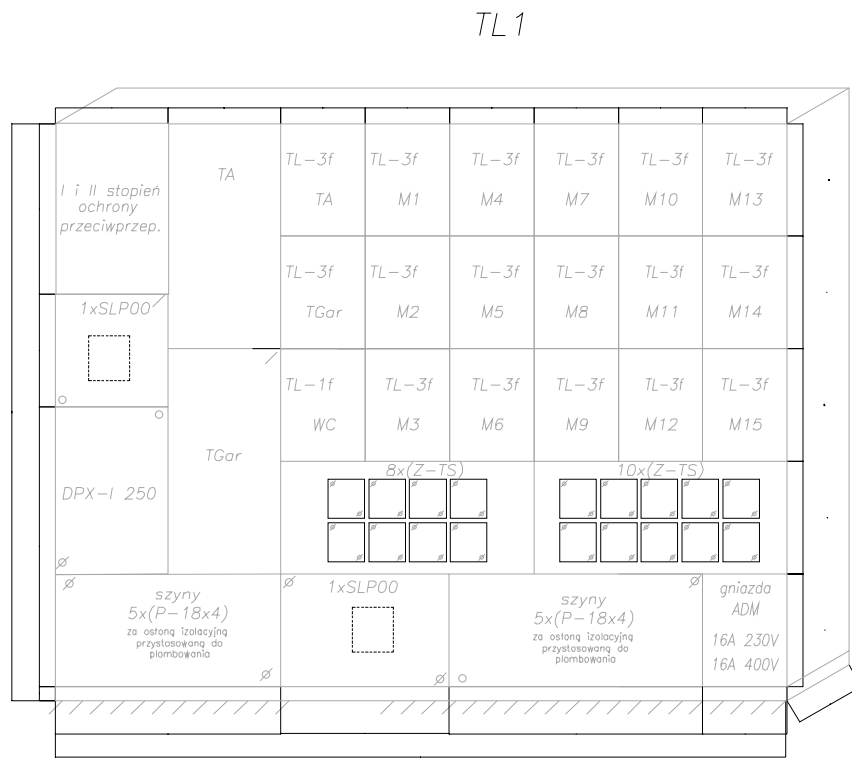 TL1
I i II stopień
ochrony
przeciwprzep.
TA
TL-3f
TA
TL-3f
M1
TL-3f
M4
TL-3f
M7
TL-3f
M10
TL-3f
M13
1xSLP00
TL-3f
TGar
TL-3f
M2
TL-3f
M5
TL-3f
M8
TL-3f
M11
TL-3f
M14
DPX-I 250
TGar
TL-1f
WC
TL-3f
M3
TL-3f
M6
TL-3f
M9
TL-3f
M12
TL-3f
M15
8x(Z-TS)
10x(Z-TS)
szyny
5x(P-18x4)
za osłoną izolacyjną
przystosowaną do
plombowania
1xSLP00
szyny
5x(P-18x4)
za osłoną izolacyjną
przystosowaną do
plombowania
gniazda
ADM
16A 230V
16A 400V